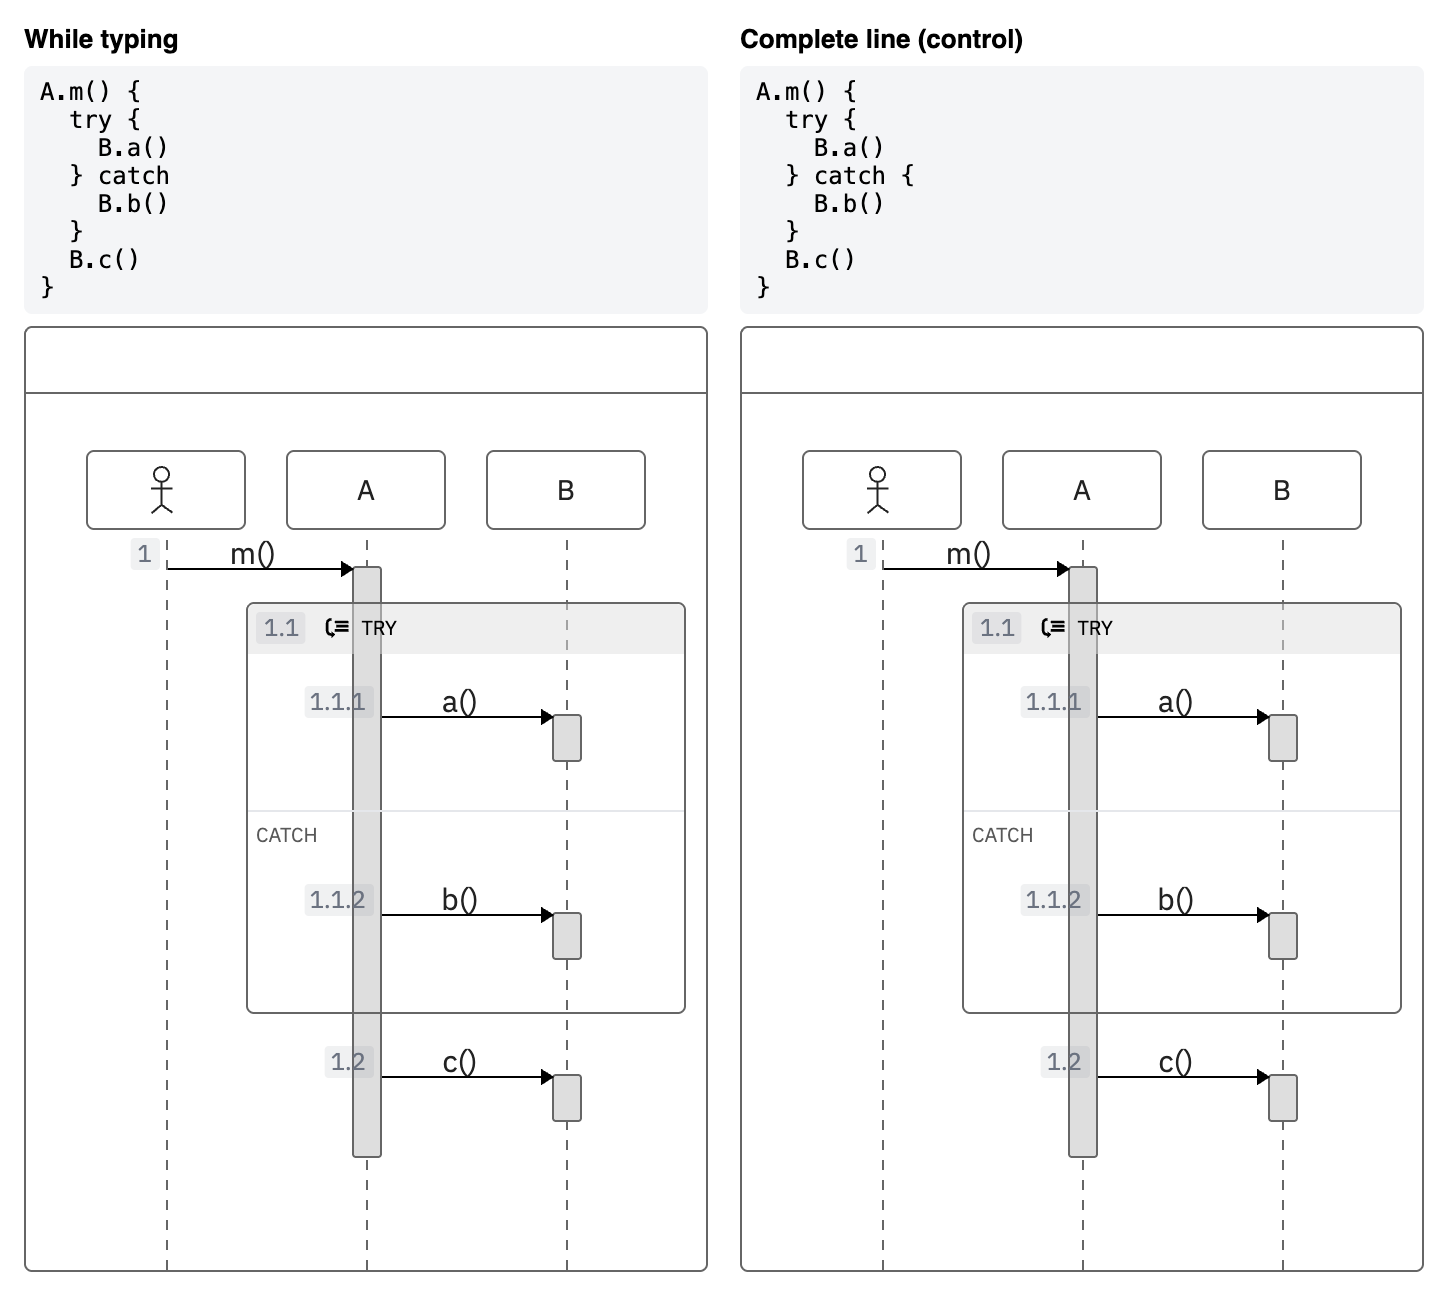 While typing
A.m() {
  try {
    B.a()
  } catch
    B.b()
  }
  B.c()
}
A
B
1
m()
1.1
TRY
1.1.1
a()
CATCH
1.1.2
b()
1.2
c()
Complete line (control)
A.m() {
  try {
    B.a()
  } catch {
    B.b()
  }
  B.c()
}
A
B
1
m()
1.1
TRY
1.1.1
a()
CATCH
1.1.2
b()
1.2
c()